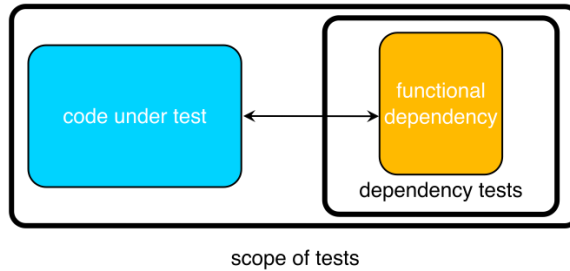 code under test
functional
dependency
dependency tests
scope of tests